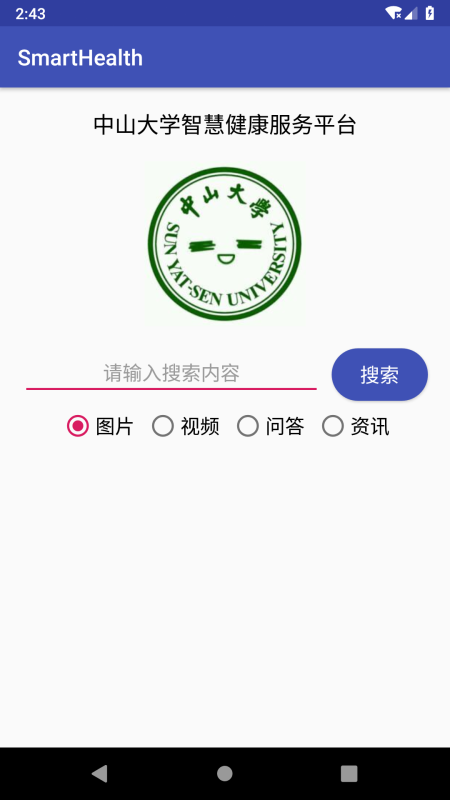 2:43
SmartHealth
中山大学智慧健康服务平台
中山大學
SUN YAT-SEN UNIVERSITY
请输入搜索内容 搜索
图片 视频 问答 资讯